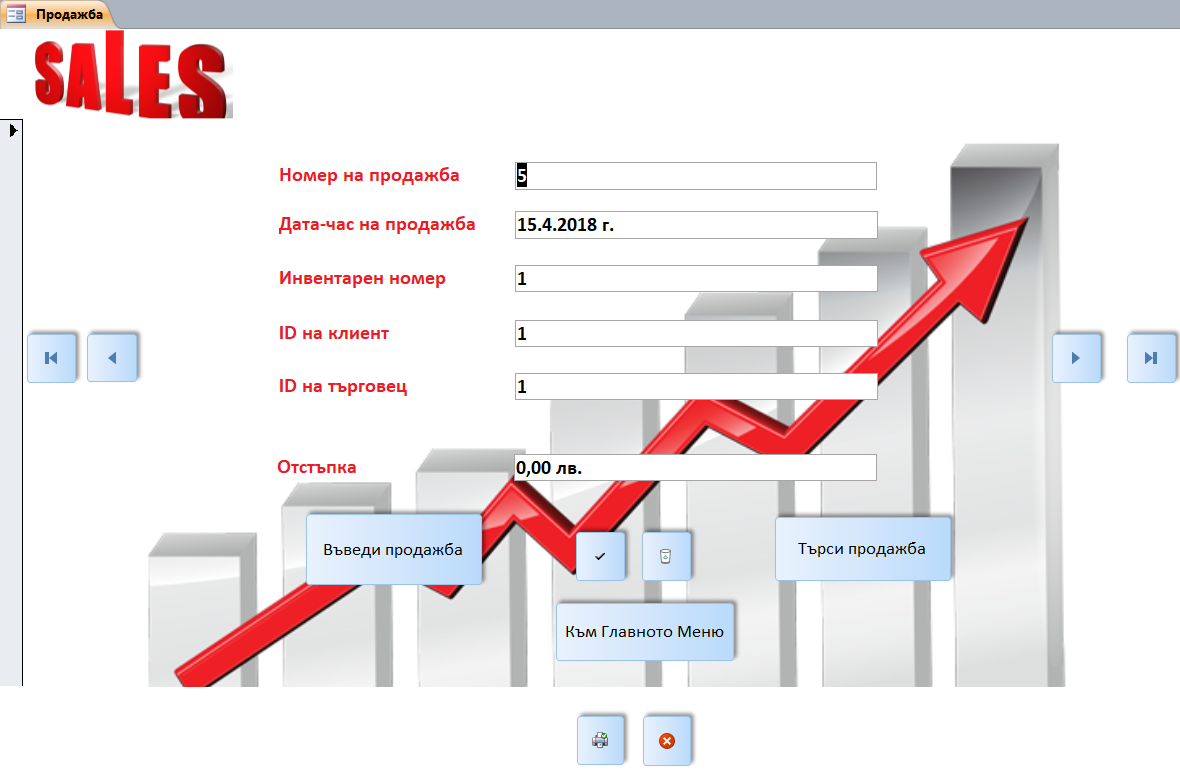 Продажба
SALES
Номер на продажба 5
Дата-час на продажба 15.4.2018 г.
Инвентарен номер 1
ID на клиент 1
ID на търговец 1
Отстъпка 0,00 лв.
Въведи продажба
Търси продажба
Към Главното Меню